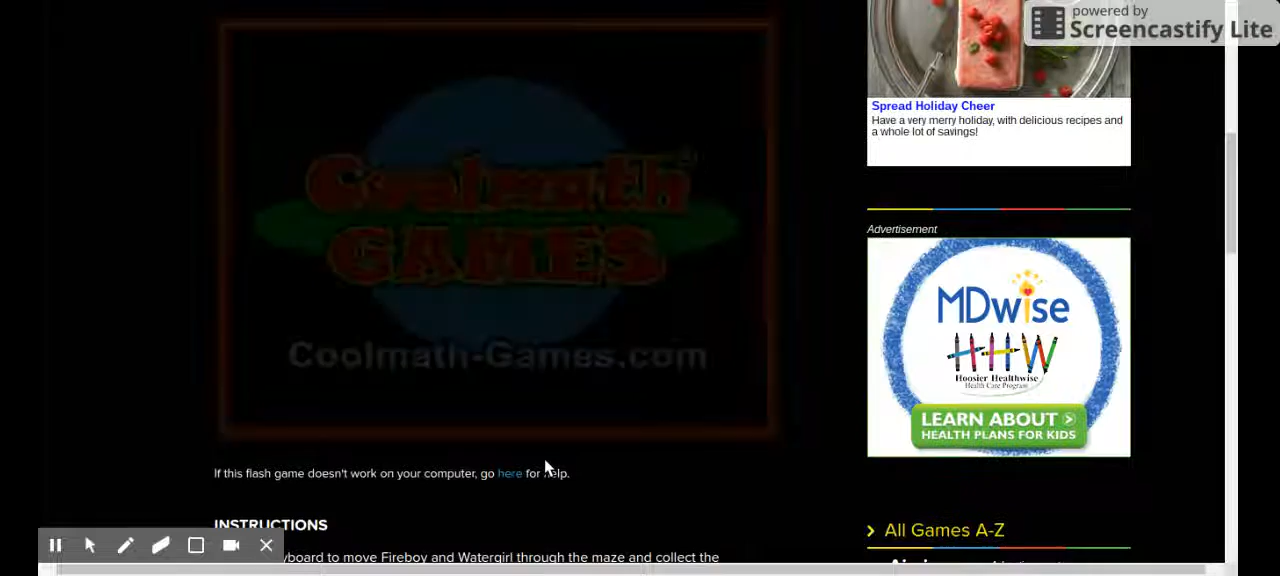 powered by
Screencastify Lite
Coolmath
GAMES
Coolmath-Games.com
Spread Holiday Cheer
Have a very merry holiday, with delicious recipes and
a whole lot of savings!
Advertisement
MDwise
HHW
Hoosier Healthwise
Health Care Program
LEARN ABOUT
HEALTH PLANS FOR KIDS
If this flash game doesn't work on your computer, go here for help.
INSTRUCTIONS
yboard to move Fireboy and Watergirl through the maze and collect the
All Games A-Z